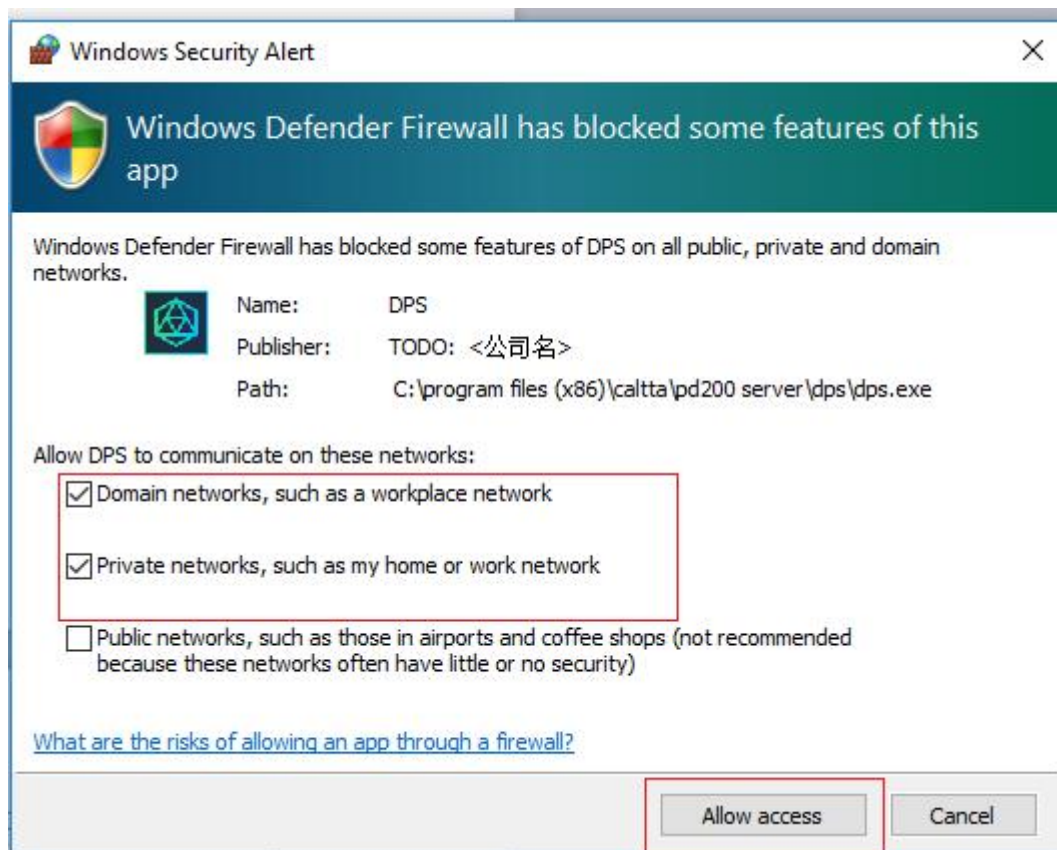 Windows Security Alert
Windows Defender Firewall has blocked some features of this
app
Windows Defender Firewall has blocked some features of DPS on all public, private and domain
networks.
Name: DPS
Publisher: TODO: <公司名>
Path: C:\program files (x86)\caltta\pd200 server\dps\dps.exe
Allow DPS to communicate on these networks:
Domain networks, such as a workplace network
Private networks, such as my home or work network
Public networks, such as those in airports and coffee shops (not recommended
because these networks often have little or no security)
What are the risks of allowing an app through a firewall?
Allow access Cancel